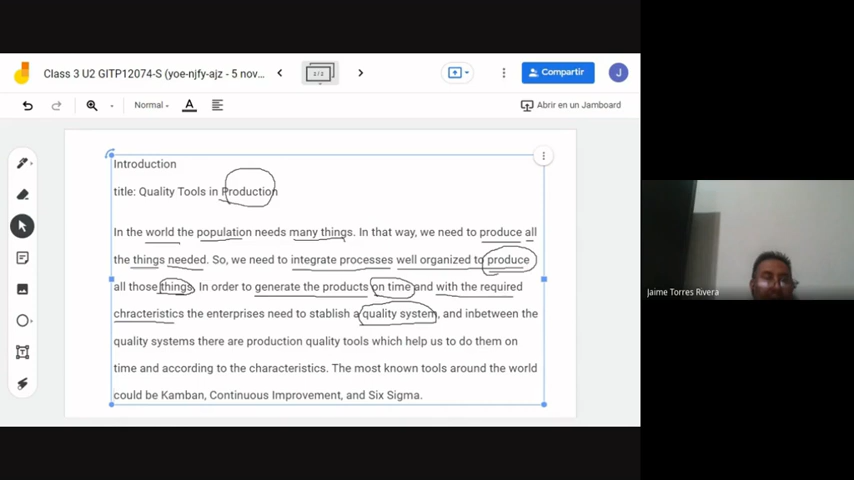 Class 3 U2 GITP12074-S (yoe-njfy-ajz - 5 nov...
1/2
Compartir
J
Normal
A
Abrir en un Jamboard
Introduction
title: Quality Tools in Production
In the world the population needs many things. In that way, we need to produce all
the things needed. So, we need to integrate processes well organized to produce
all those things. In order to generate the products on time and with the required
chracteristics the enterprises need to stablish a quality system, and inbetween the
quality systems there are production quality tools which help us to do them on
time and according to the characteristics. The most known tools around the world
could be Kamban, Continuous Improvement, and Six Sigma.
Jaime Torres Rivera